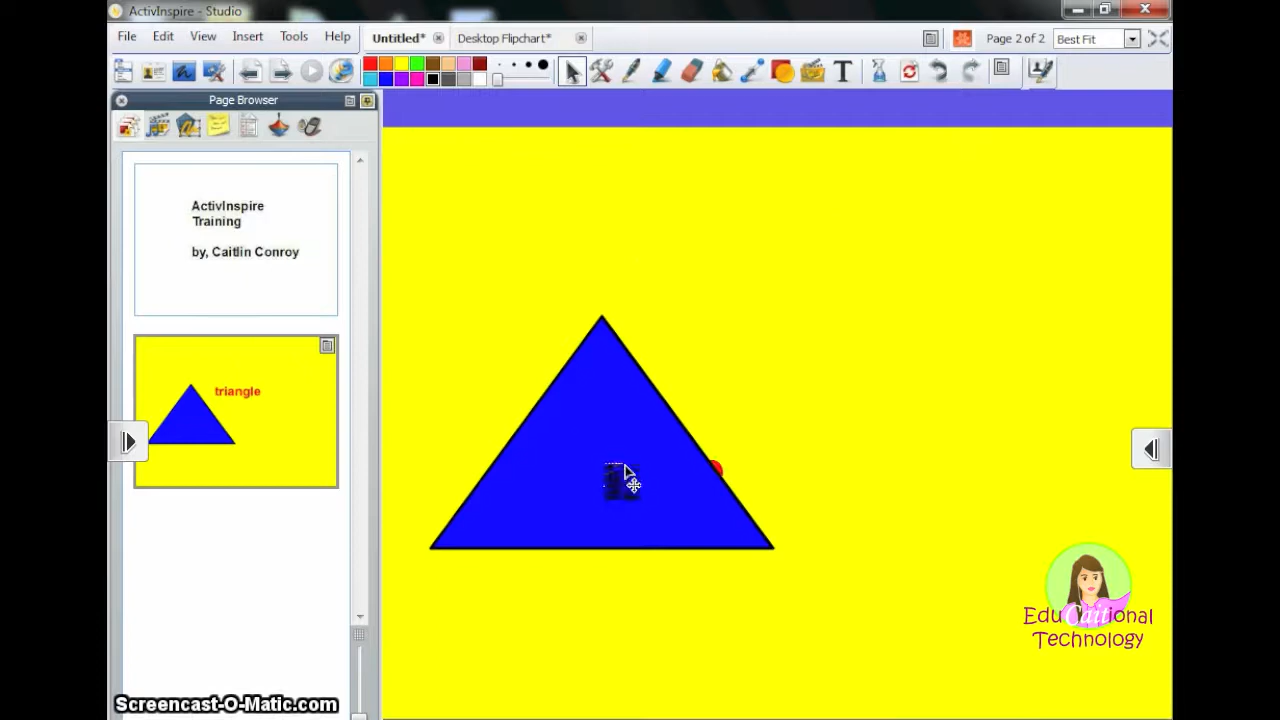 ActivInspire - Studio
File Edit View Insert Tools Help
Untitled* Desktop Flipchart*
Page 2 of 2 Best Fit
Page Browser
ActivInspire
Training
by, Caitlin Conroy
triangle
EduCaitional
Technology
Screencast-O-Matic.com